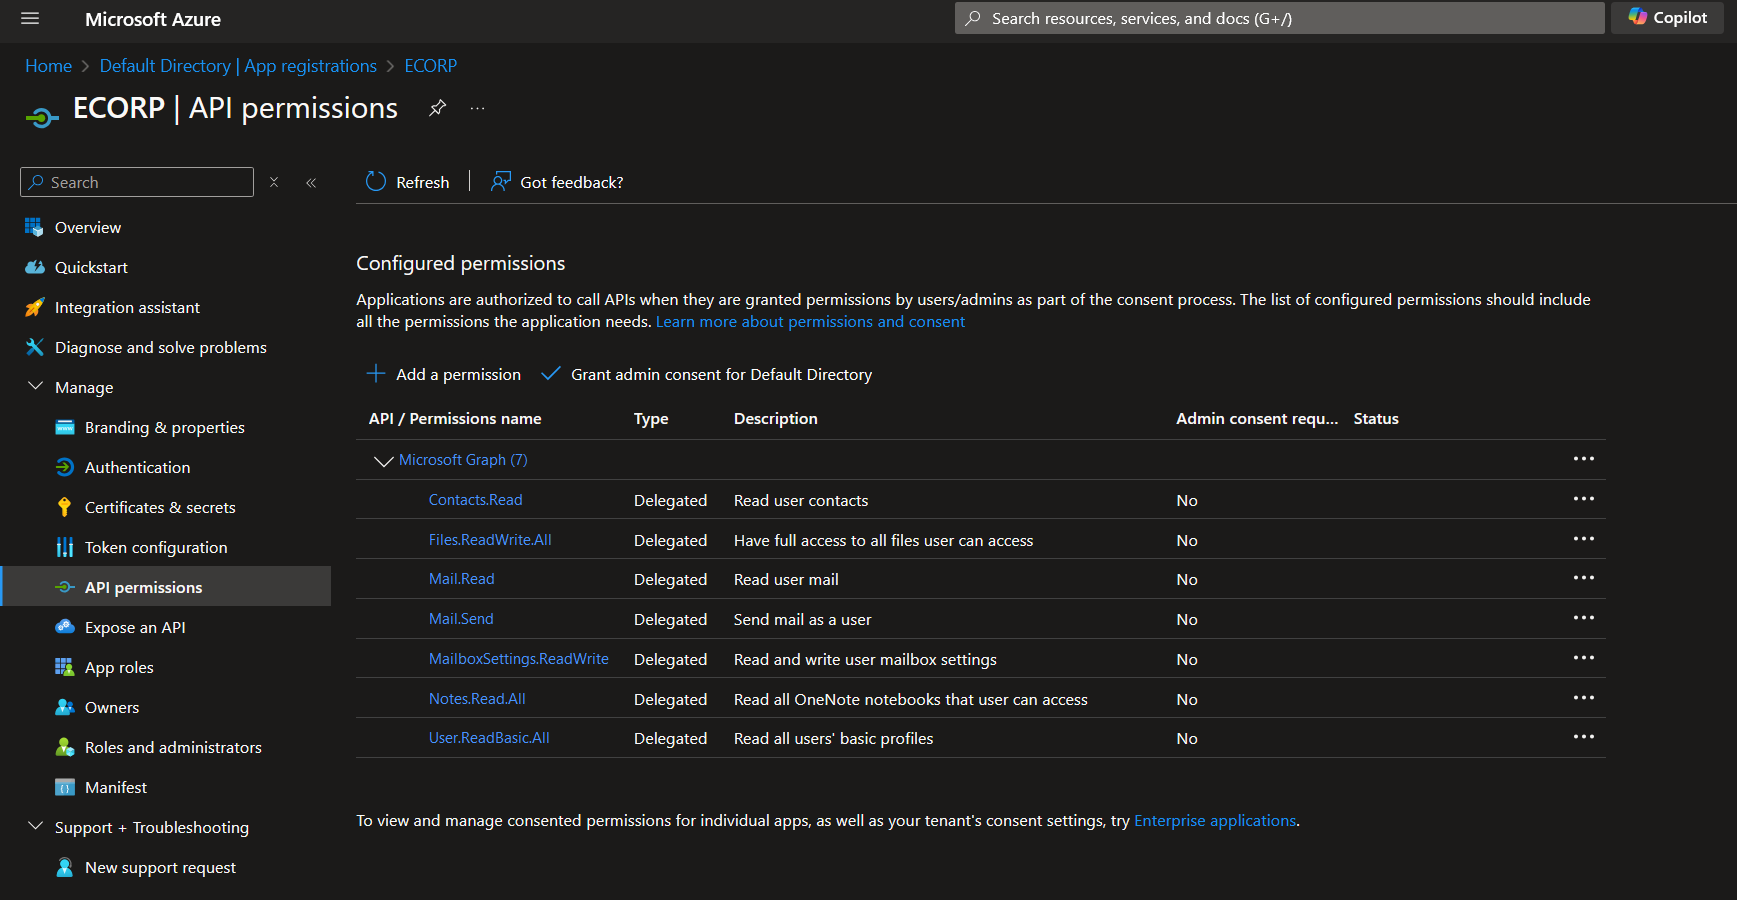 Microsoft Azure
Search resources, services, and docs (G+/)
Copilot
Home > Default Directory | App registrations > ECORP
ECORP | API permissions
Search
Refresh
Got feedback?
Overview
Quickstart
Integration assistant
Diagnose and solve problems
Manage
Branding & properties
Authentication
Certificates & secrets
Token configuration
API permissions
Expose an API
App roles
Owners
Roles and administrators
Manifest
Support + Troubleshooting
New support request
Configured permissions
Applications are authorized to call APIs when they are granted permissions by users/admins as part of the consent process. The list of configured permissions should include
all the permissions the application needs. Learn more about permissions and consent
Add a permission
Grant admin consent for Default Directory
API / Permissions name Type Description Admin consent requ... Status
Microsoft Graph (7)
Contacts.Read Delegated Read user contacts No
Files.ReadWrite.All Delegated Have full access to all files user can access No
Mail.Read Delegated Read user mail No
Mail.Send Delegated Send mail as a user No
MailboxSettings.ReadWrite Delegated Read and write user mailbox settings No
Notes.Read.All Delegated Read all OneNote notebooks that user can access No
User.ReadBasic.All Delegated Read all users' basic profiles No
To view and manage consented permissions for individual apps, as well as your tenant's consent settings, try Enterprise applications.